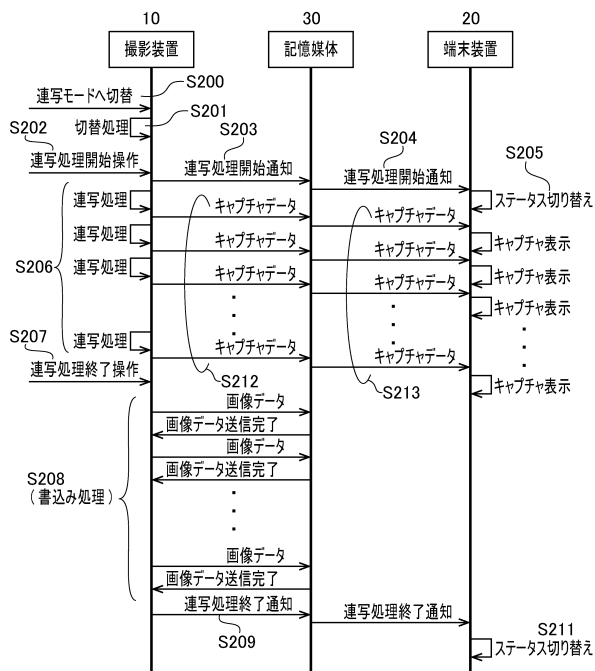 10
30
20
撮影装置
記憶媒体
端末装置
S200
連写モードへ切替
S201
切替処理
S202
S203
S204
S205
連写処理開始操作
連写処理開始通知
連写処理開始通知
ステータス切り替え
連写処理
キャプチャデータ
キャプチャデータ
連写処理
キャプチャデータ
キャプチャデータ
キャプチャ表示
S206
連写処理
キャプチャデータ
キャプチャデータ
キャプチャ表示
キャプチャ表示
S207
連写処理
キャプチャデータ
キャプチャデータ
連写処理終了操作
S212
S213
キャプチャ表示
画像データ
画像データ送信完了
画像データ
画像データ送信完了
S208
(書込み処理)
画像データ
画像データ送信完了
連写処理終了通知
連写処理終了通知
S209
S211
ステータス切り替え